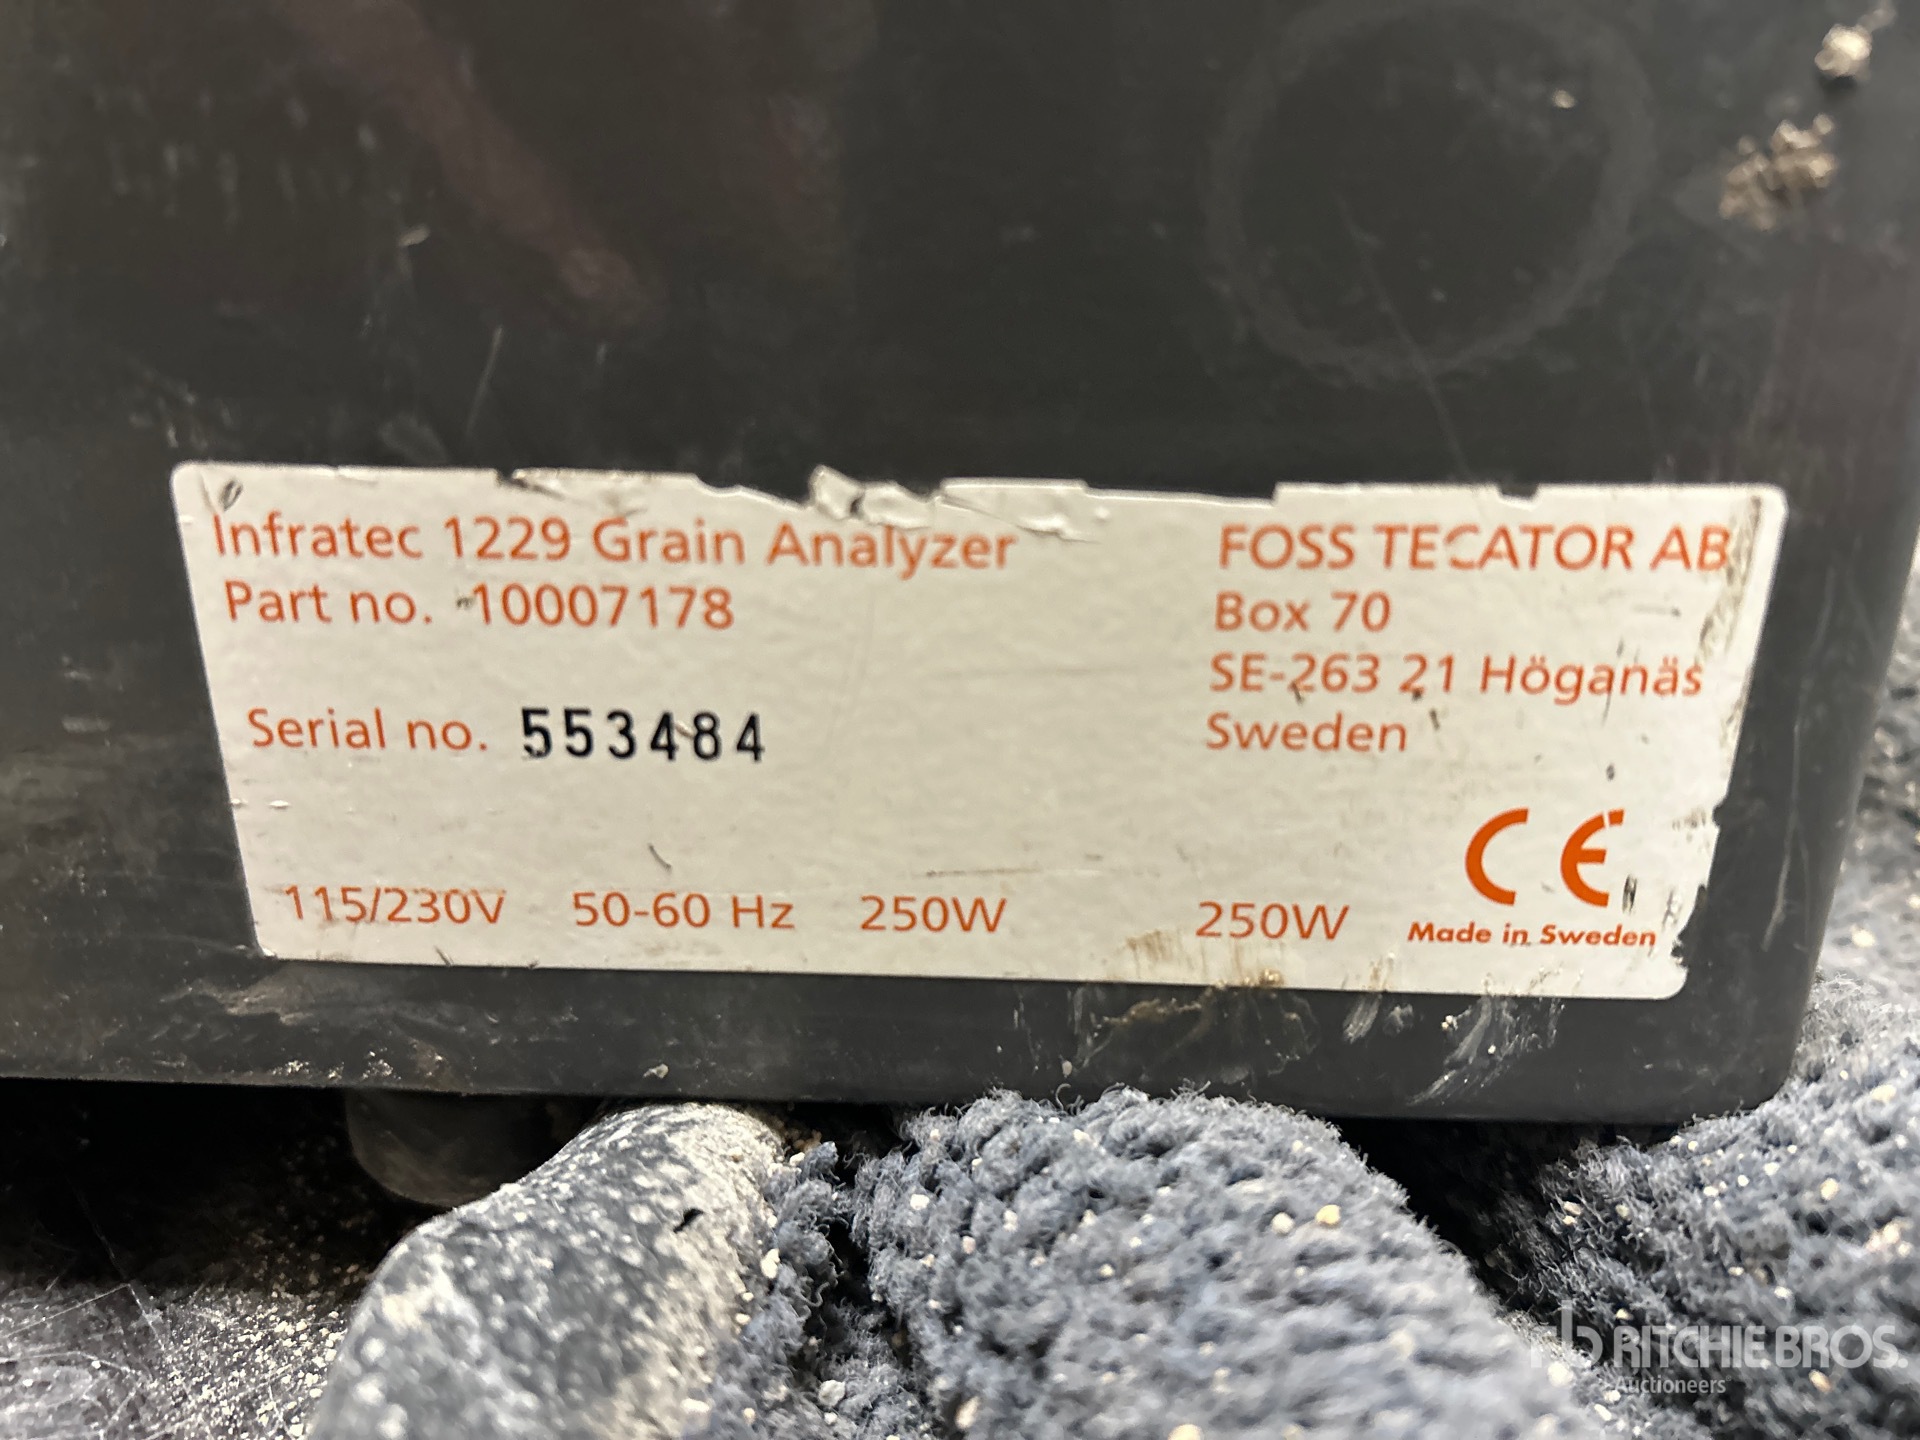 Infratec 1229 Grain Analyzer
Part no. 10007178
Serial no. 553484
115/230V 50-60 Hz 250W 250W
FOSS TECATOR AB
Box 70
SE-263 21 Höganäs
Sweden
CE
Made in Sweden
rb RITCHIE BROS.
Auctioneers